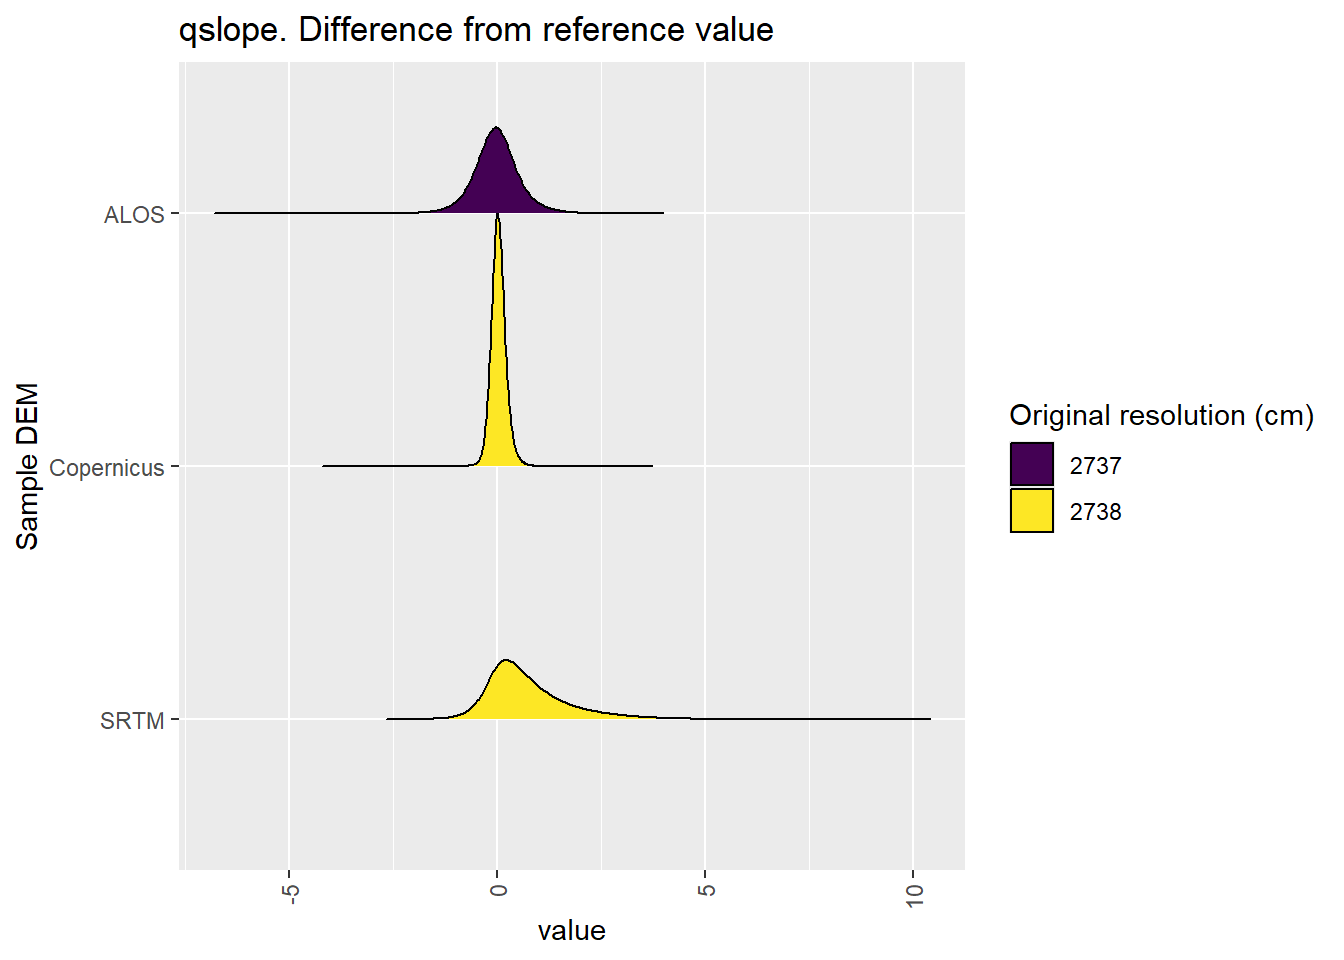 qslope. Difference from reference value
Sample DEM
ALOS
Copernicus
SRTM
-5
0
5
10
value
Original resolution (cm)
2737
2738